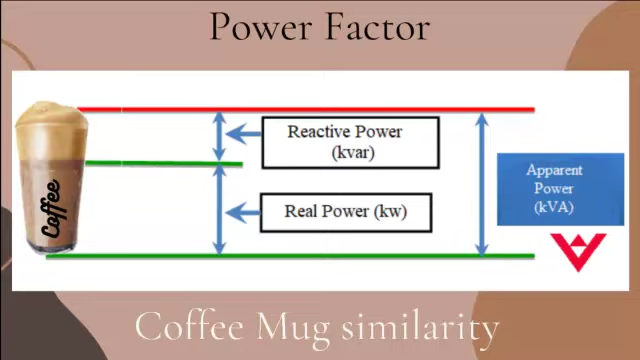 Power Factor
Reactive Power
(kvar)
Apparent
Power
(kVA)
Coffee
Real Power (kw)
Coffee Mug similarity